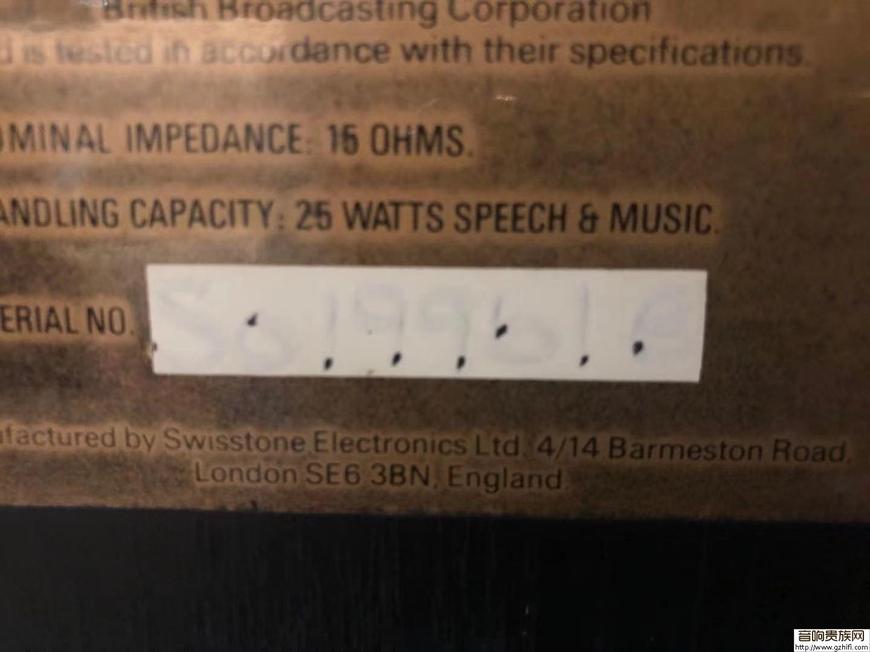 British Broadcasting Corporation
d is tested in accordance with their specifications.
OMINAL IMPEDANCE: 15 OHMS.
ANDLING CAPACITY: 25 WATTS SPEECH & MUSIC.
ERIAL NO.
ufactured by Swisstone Electronics Ltd. 4/14 Barmeston Road,
London SE6 3BN, England.
音响贵族网
http://www.gzhifi.com